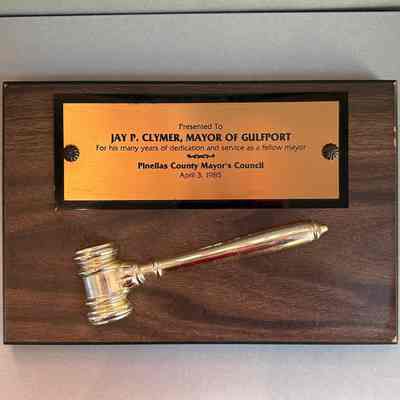 Presented To
JAY P. CLYMER, MAYOR OF GULFPORT
For his many years of dedication and service as a fellow mayor
Pinellas County Mayor's Council
April 3, 1985